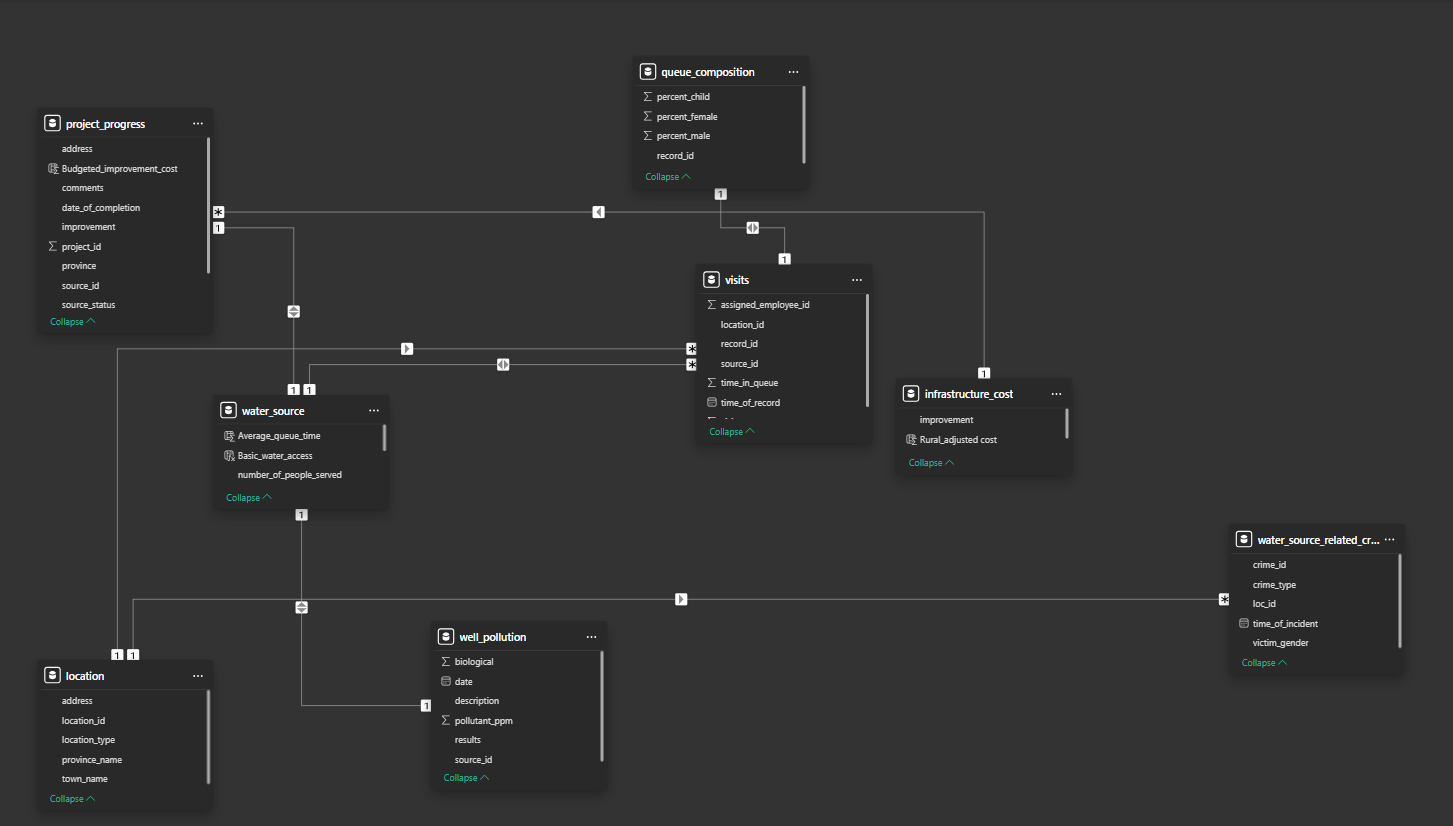 queue_composition
percent_child
percent_female
percent_male
record_id
Collapse
project_progress
address
Budgeted_improvement_cost
comments
date_of_completion
improvement
project_id
province
source_id
source_status
Collapse
*
1
1
1
visits
assigned_employee_id
location_id
record_id
source_id
time_in_queue
time_of_record
Collapse
*
*
1
1
1
infrastructure_cost
improvement
Rural_adjusted cost
Collapse
water_source
Average_queue_time
Basic_water_access
number_of_people_served
Collapse
1
water_source_related_cr...
crime_id
crime_type
loc_id
time_of_incident
victim_gender
Collapse
*
well_pollution
biological
date
description
pollutant_ppm
results
source_id
Collapse
1
1
1
location
address
location_id
location_type
province_name
town_name
Collapse